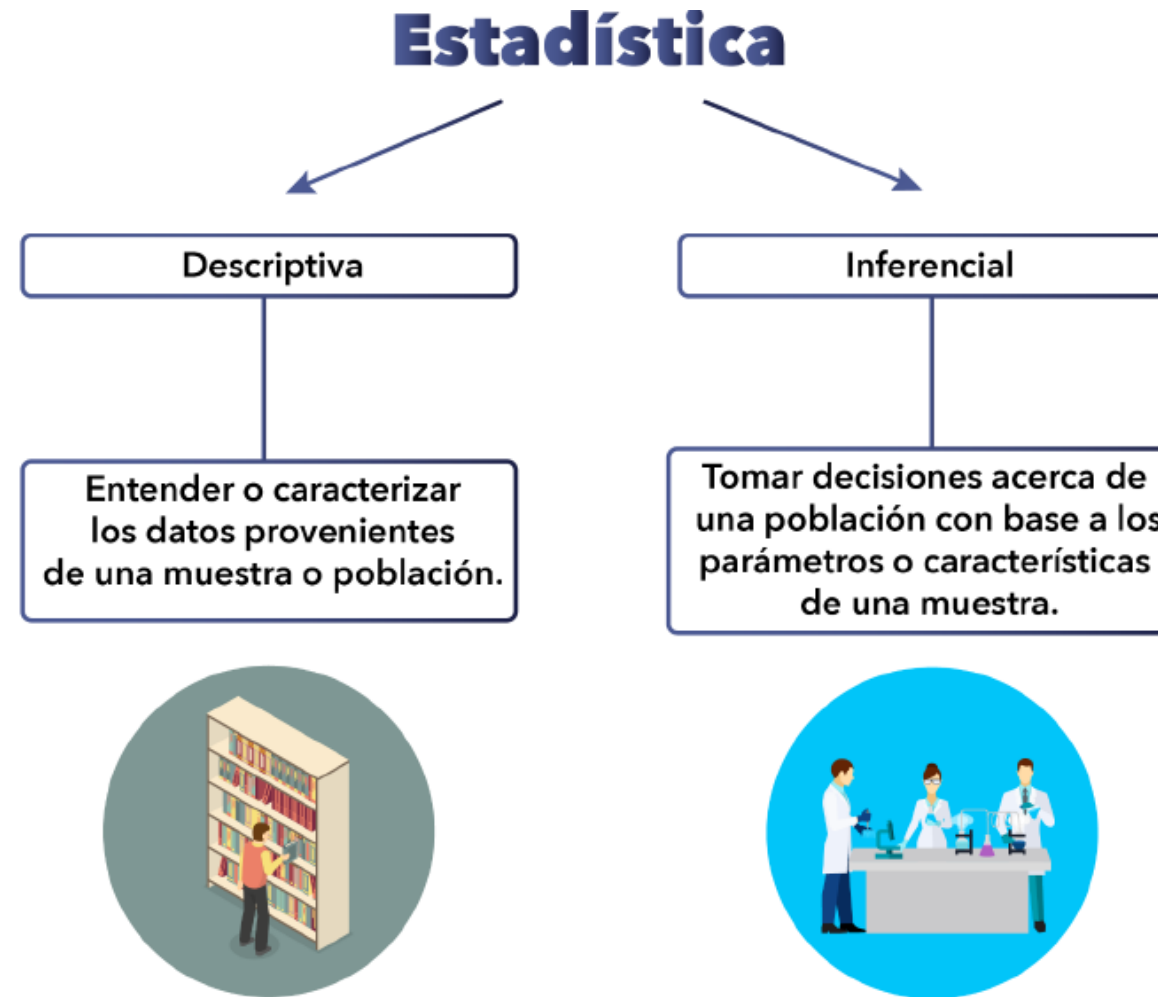 Estadística
Descriptiva
Inferencial
Entender o caracterizar
los datos provenientes
de una muestra o población.
Tomar decisiones acerca de
una población con base a los
parámetros o características
de una muestra.